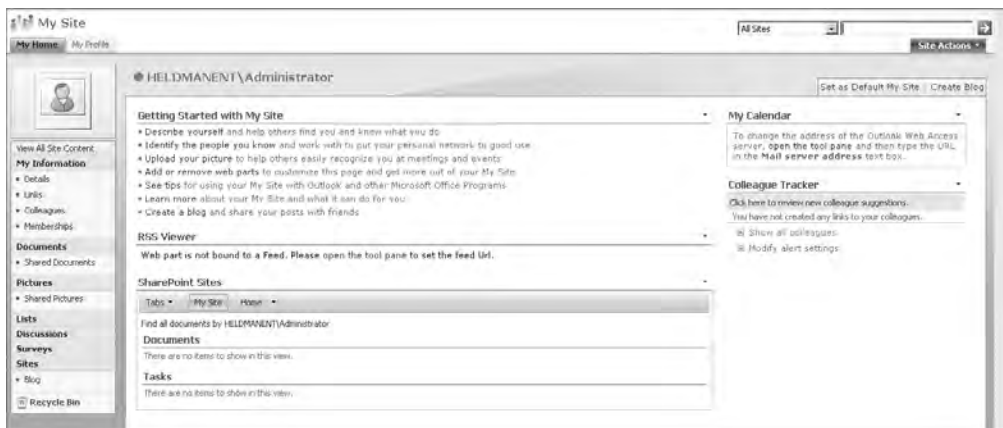 My Site
All Sites
My Home My Profile
Site Actions
HELDMANENT\Administrator
Set as Default My Site | Create Blog
View All Site Content
My Information
Details
Links
Colleagues
Memberships
Documents
Shared Documents
Pictures
Shared Pictures
Lists
Discussions
Surveys
Sites
Blog
Recycle Bin
Getting Started with My Site
Describe yourself and help others find you and know what you do
Identify the people you know and work with to put your personal network to good use
Upload your picture to help others easily recognize you at meetings and events
Add or remove web parts to customize this page and get more out of your My Site
See tips for using your My Site with Outlook and other Microsoft Office Programs
Learn more about your My Site and what it can do for you
Create a blog and share your posts with friends
RSS Viewer
Web part is not bound to a Feed. Please open the tool pane to set the feed Url.
SharePoint Sites
Tabs My Site Home
Find all documents by HELDMANENT\Administrator
Documents
There are no items to show in this view.
Tasks
There are no items to show in this view.
My Calendar
To change the address of the Outlook Web Access
server, open the tool pane and then type the URL
in the Mail server address text box.
Colleague Tracker
Click here to review new colleague suggestions.
You have not created any links to your colleagues.
Show all colleagues
Modify alert settings